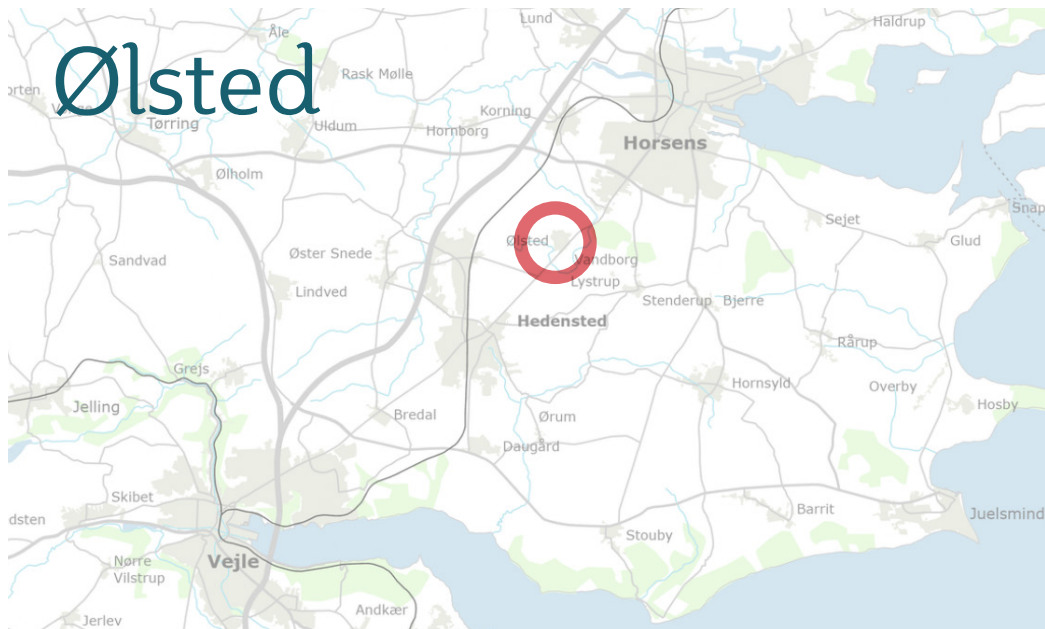 Ølsted
Lund
Haldrup
Åle
Rask Mølle
Tørring
Uldum
Korning
Hornborg
Horsens
Ølholm
Snap
Sejet
Glud
Ølsted
Øster Snede
Sandvad
Vandborg
Lystrup
Lindved
Stenderup
Bjerre
Hedensted
Rårup
Grejs
Hornsyld
Overby
Jelling
Hosby
Bredal
Ørum
Daugård
Skibet
Barrit
Juelsmind
dsten
Stouby
Vejle
Nørre
Vilstrup
Andkær
Jerlev